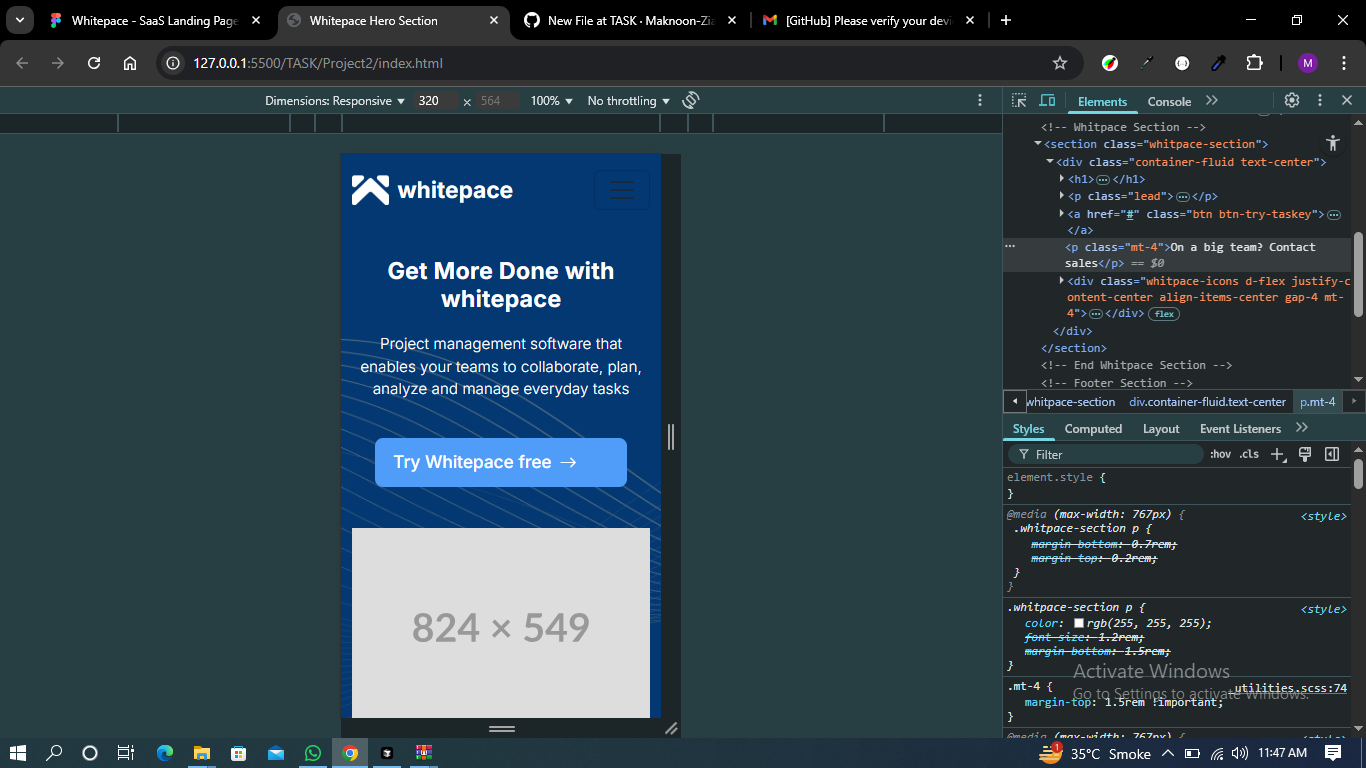 Whitepace - SaaS Landing Page
Whitepace Hero Section
New File at TASK · Maknoon-Zia
[GitHub] Please verify your devi
127.0.0.1:5500/TASK/Project2/index.html
M
Dimensions: Responsive
320 × 564
100%
No throttling
Elements
Console
<!-- Whitpace Section -->
<section class="whitpace-section">
<div class="container-fluid text-center">
<h1>…</h1>
<p class="lead">…</p>
<a href="#" class="btn btn-try-taskey">…
</a>
<p class="mt-4">On a big team? Contact
sales</p> == $0
<div class="whitpace-icons d-flex justify-c
ontent-center align-items-center gap-4 mt-
4">…</div> flex
</div>
</section>
<!-- End Whitpace Section -->
<!-- Footer Section -->
whitpace-section div.container-fluid.text-center p.mt-4
Styles Computed Layout Event Listeners
Filter
:hov .cls
element.style {
}
@media (max-width: 767px) {
<style>
.whitpace-section p {
margin-bottom: 0.7rem;
margin-top: 0.2rem;
}
}
.whitpace-section p {
<style>
color: rgb(255, 255, 255);
font-size: 1.2rem;
margin-bottom: 1.5rem;
}
.mt-4 {
_utilities.scss:74
margin-top: 1.5rem !important;
}
@media (max-width: 767px) {
<style>
Activate Windows
Go to Settings to activate Windows.
whitepace
Get More Done with
whitepace
Project management software that
enables your teams to collaborate, plan,
analyze and manage everyday tasks
Try Whitepace free →
824 × 549
1
35°C Smoke
11:47 AM